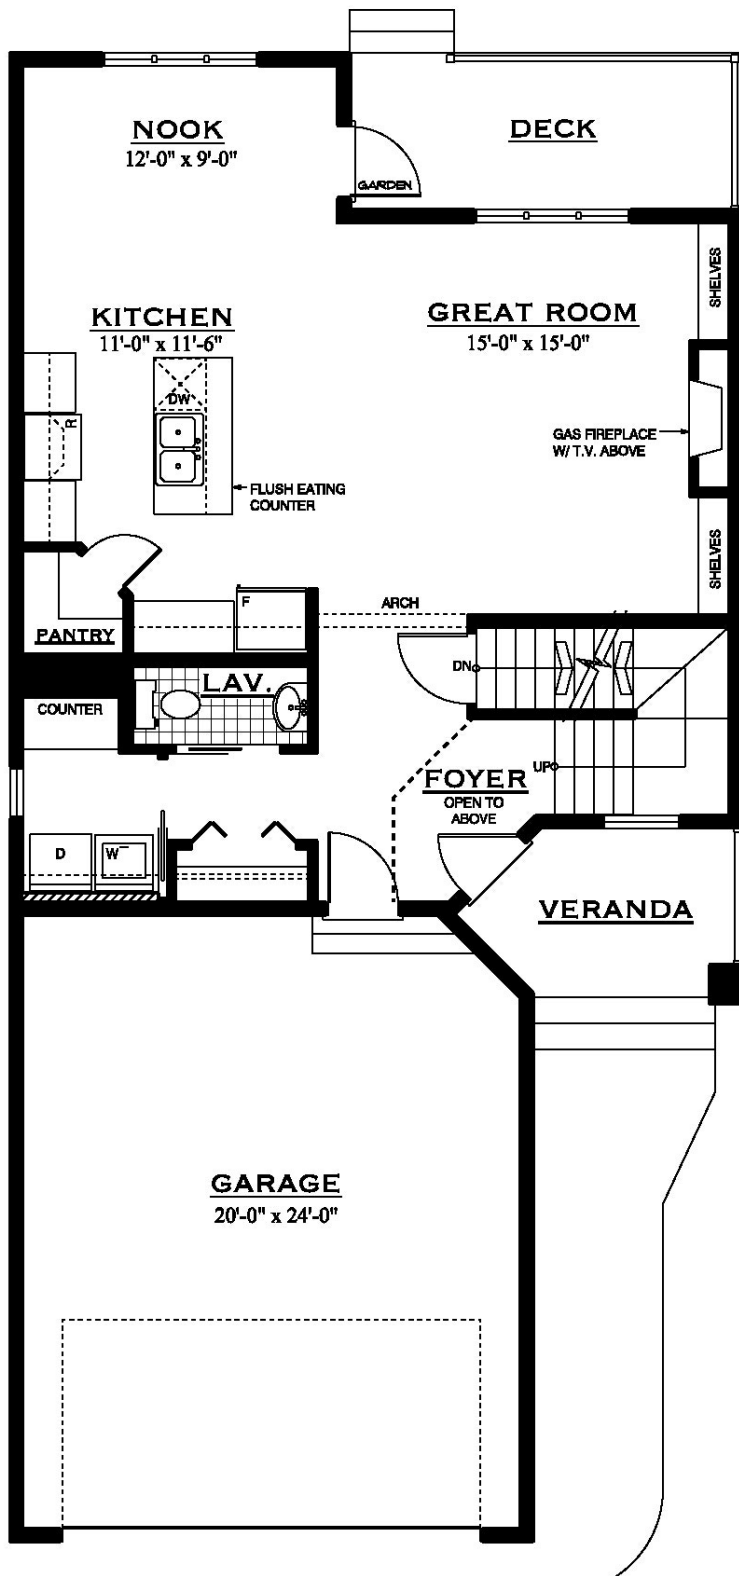 NOOK
12'-0" x 9'-0"
DECK
GARDEN
SHELVES
KITCHEN
11'-0" x 11'-6"
GREAT ROOM
15'-0" x 15'-0"
DW
R
GAS FIREPLACE
W/ T.V. ABOVE
FLUSH EATING
COUNTER
SHELVES
F
ARCH
PANTRY
DN
LAV.
COUNTER
UP
FOYER
OPEN TO
ABOVE
D
W
VERANDA
GARAGE
20'-0" x 24'-0"